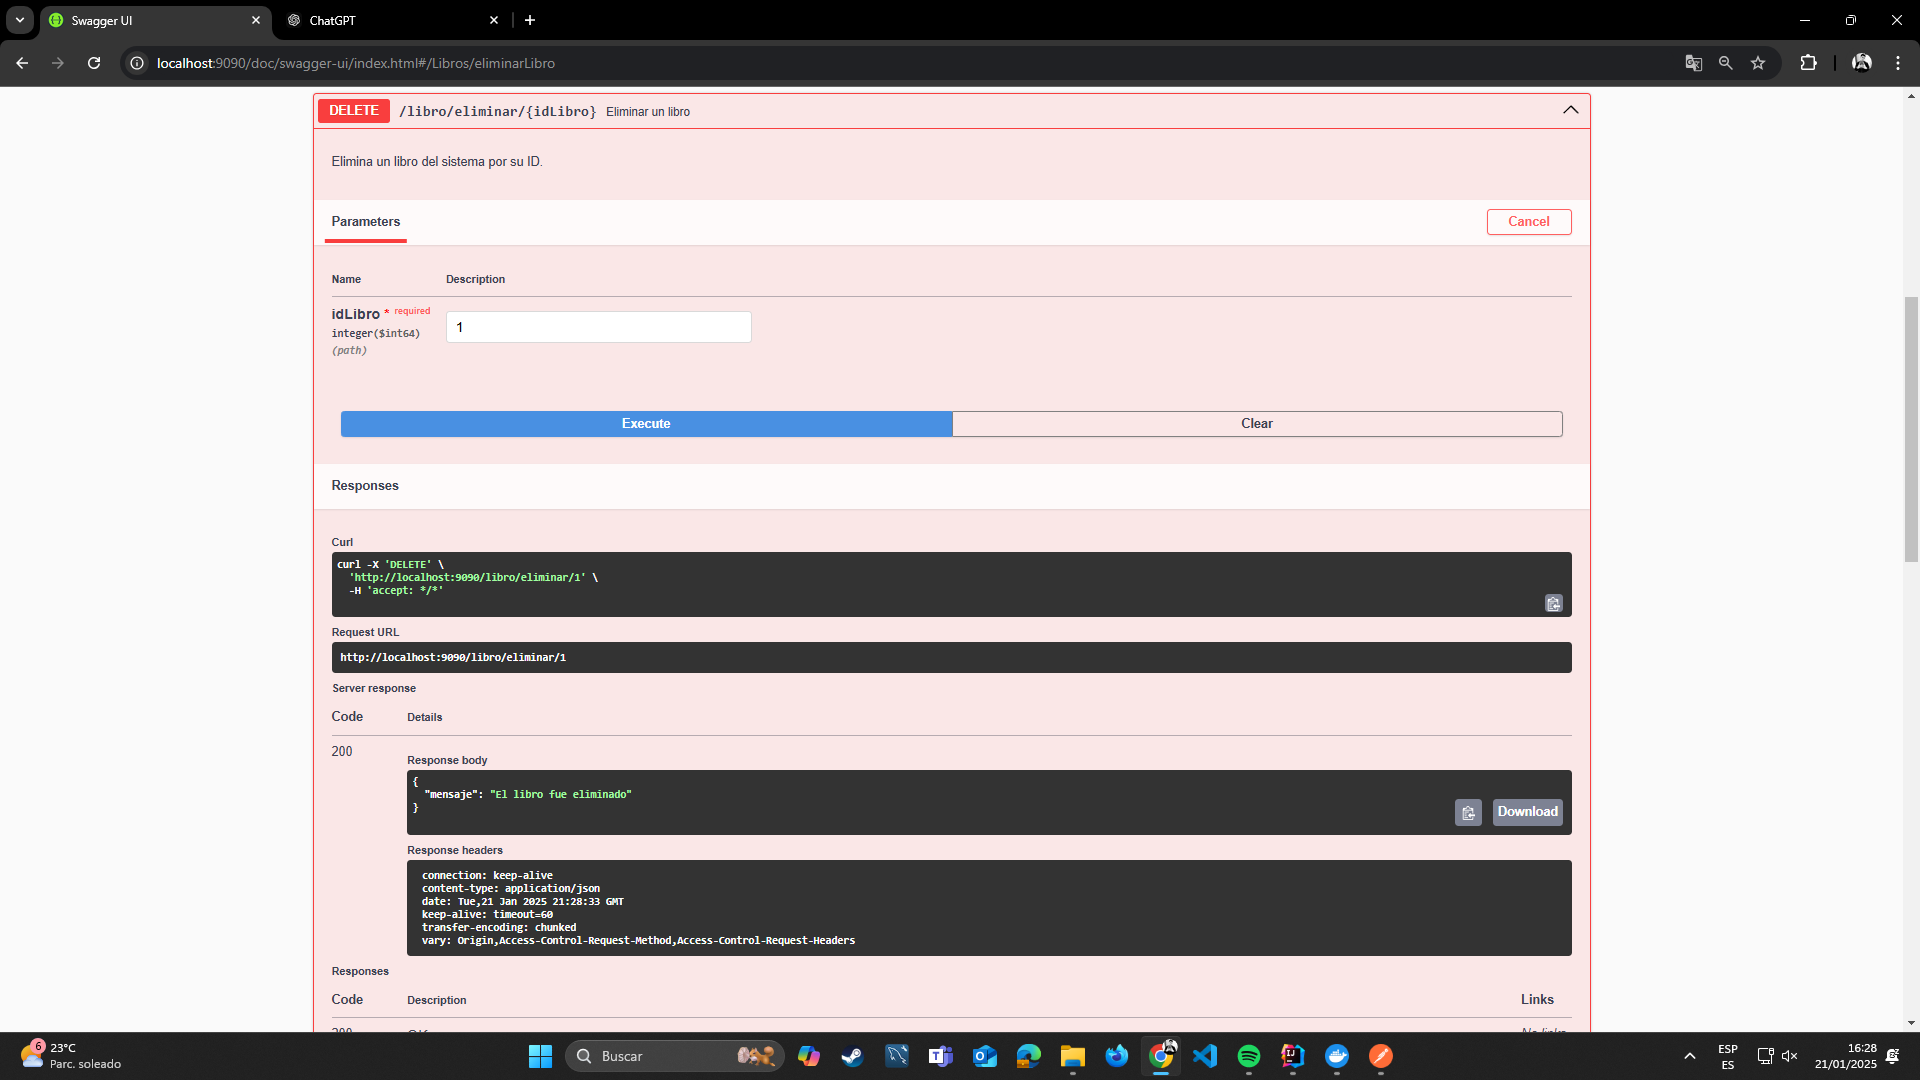 Swagger UI
ChatGPT
localhost:9090/doc/swagger-ui/index.html#/Libros/eliminarLibro
DELETE /libro/eliminar/{idLibro} Eliminar un libro
Elimina un libro del sistema por su ID.
Parameters
Cancel
Name Description
idLibro * required
integer($int64)
(path)
1
Execute Clear
Responses
Curl
curl -X 'DELETE' \
'http://localhost:9090/libro/eliminar/1' \
-H 'accept: */*'
Request URL
http://localhost:9090/libro/eliminar/1
Server response
Code Details
200
Response body
{
"mensaje": "El libro fue eliminado"
}
Download
Response headers
connection: keep-alive
content-type: application/json
date: Tue,21 Jan 2025 21:28:33 GMT
keep-alive: timeout=60
transfer-encoding: chunked
vary: Origin,Access-Control-Request-Method,Access-Control-Request-Headers
Responses
Code Description Links
6
23°C
Parc. soleado
Buscar
ESP
ES
16:28
21/01/2025